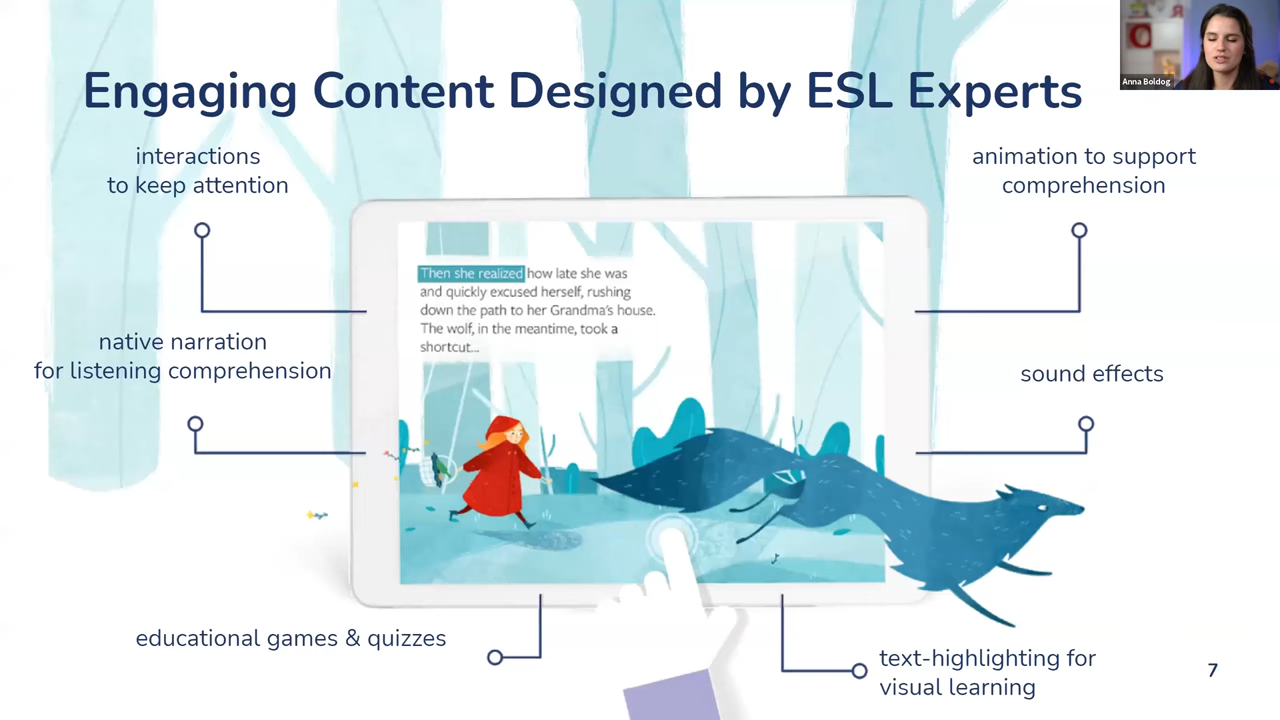 Engaging Content Designed by ESL Experts
Anna Boldog
interactions
to keep attention
animation to support
comprehension
Then she realized how late she was
and quickly excused herself, rushing
down the path to her Grandma's house.
The wolf, in the meantime, took a
shortcut...
native narration
for listening comprehension
sound effects
educational games & quizzes
text-highlighting for
visual learning
7